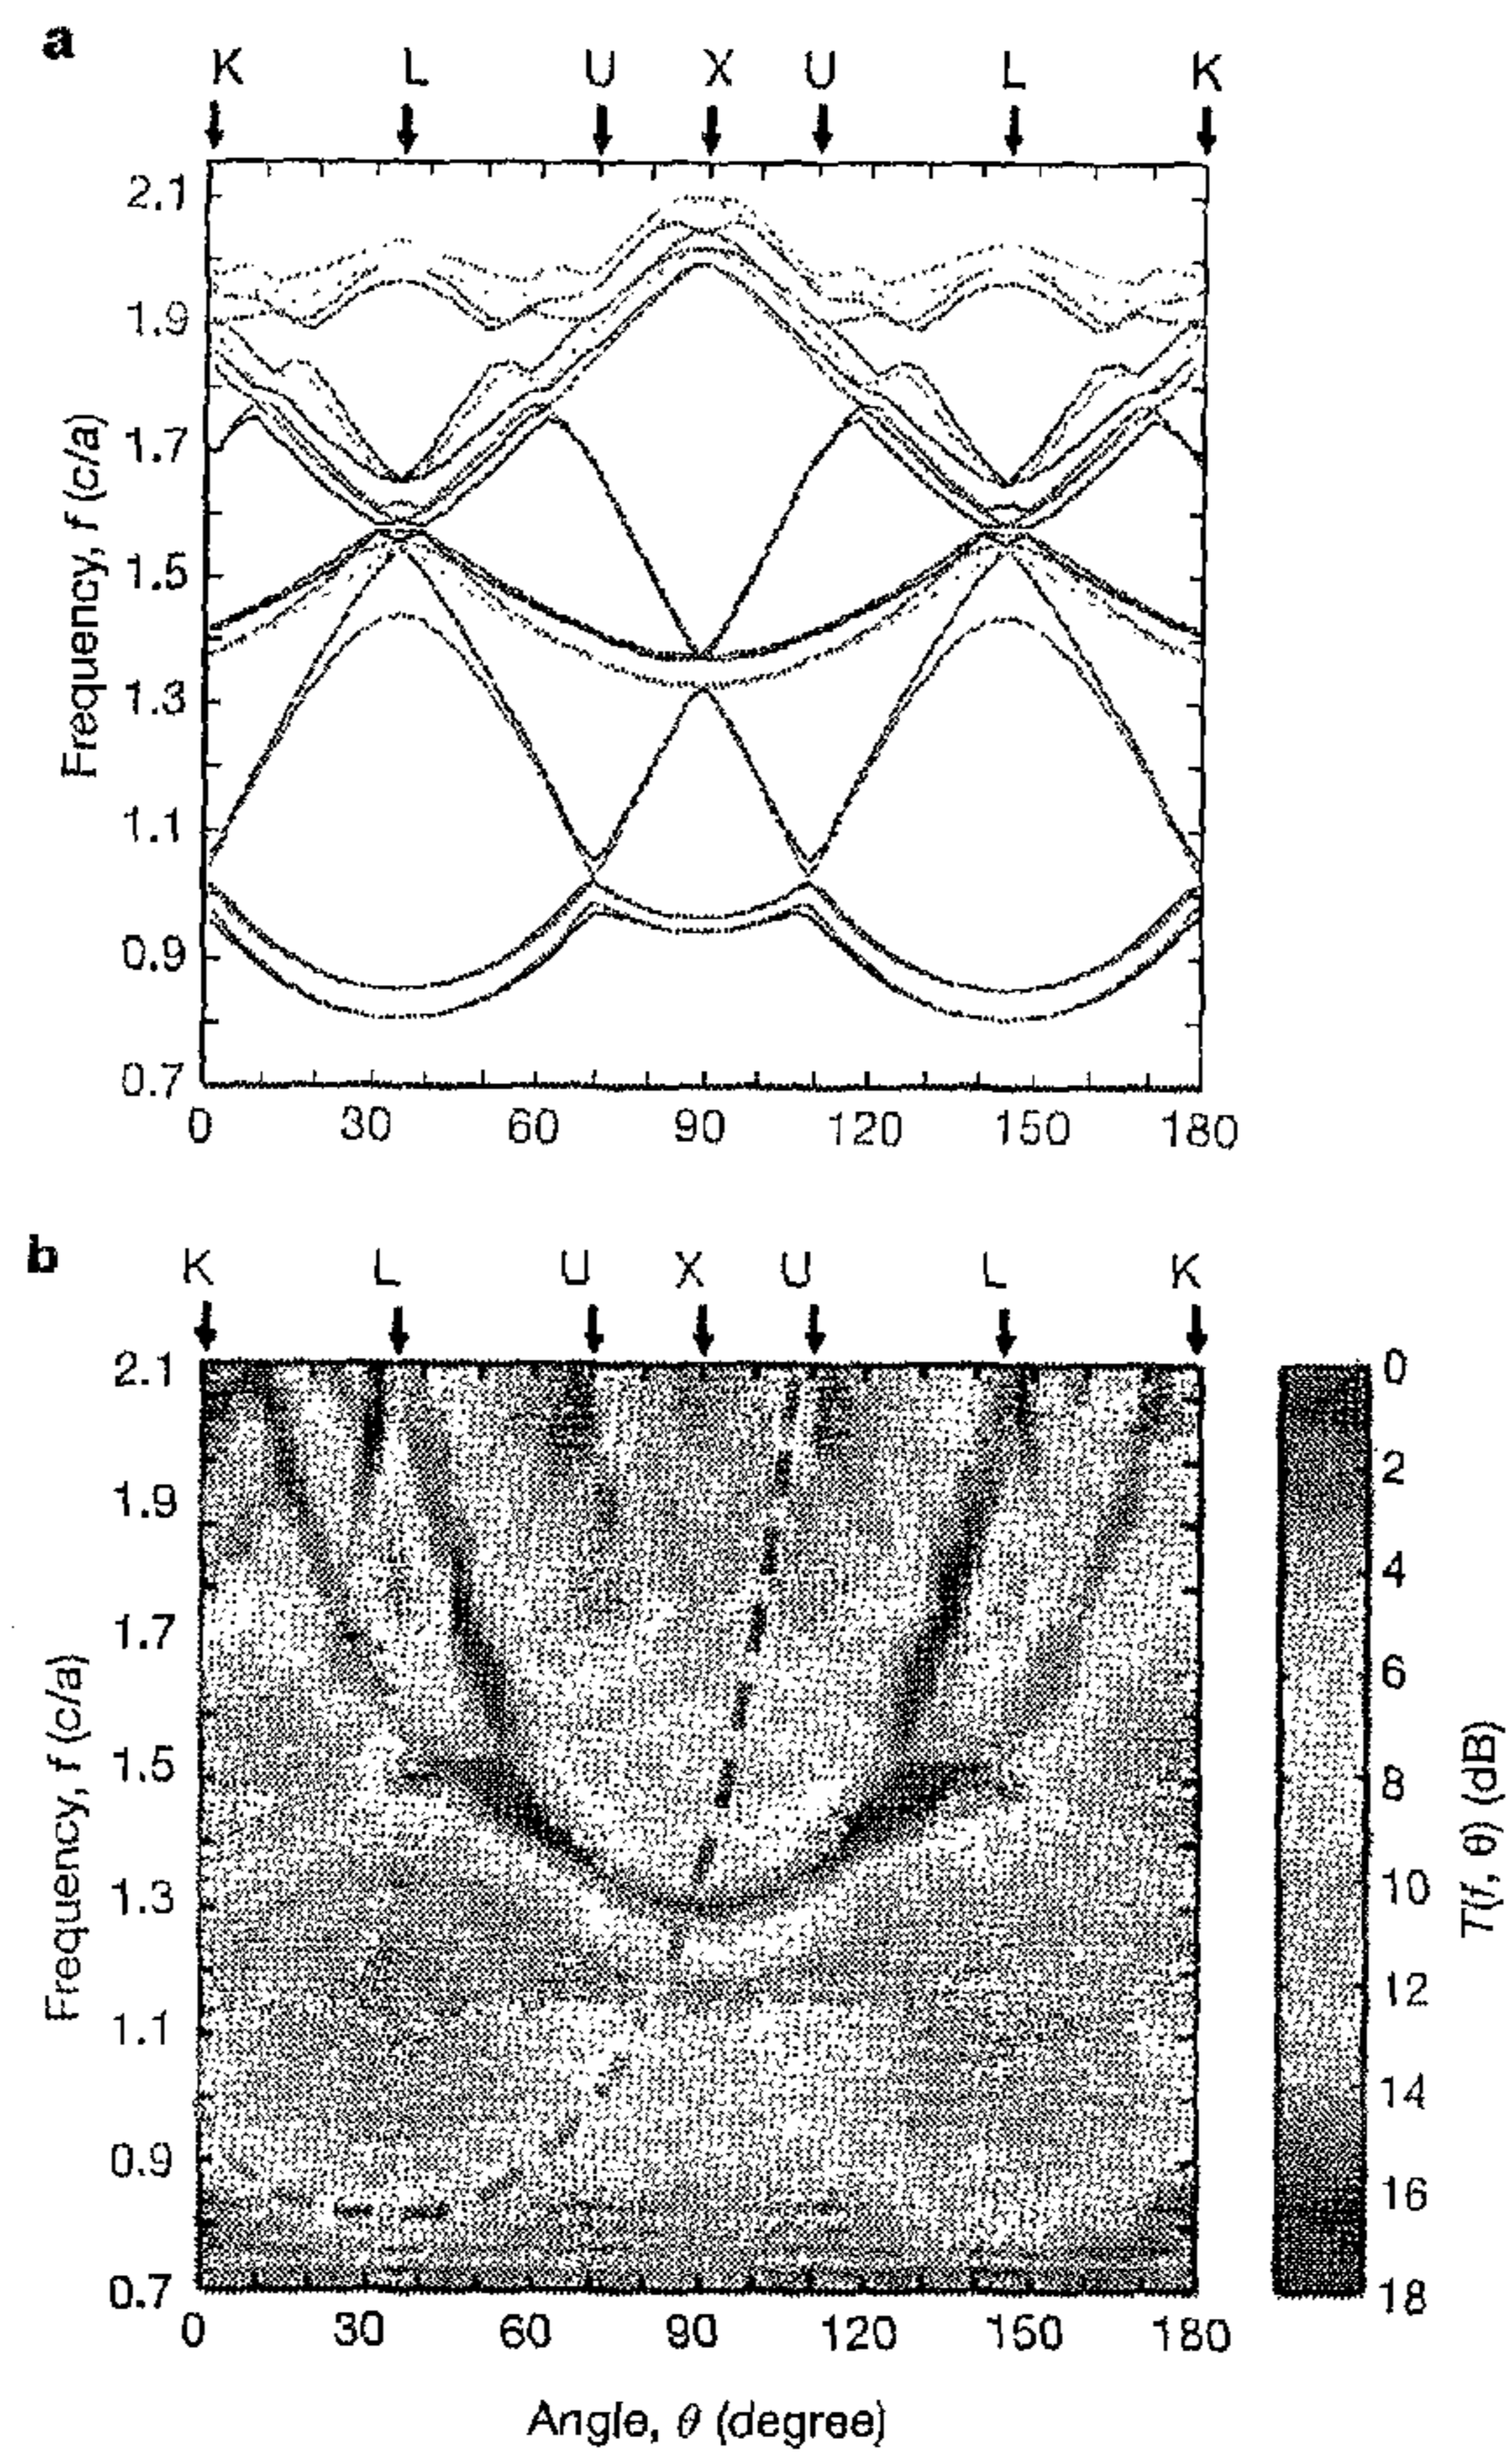 a
K L U X U L K
2.1
1.9
1.7
1.5
1.3
1.1
0.9
0.7
Frequency, f (c/a)
0 30 60 90 120 150 180
b
K L U X U L K
2.1
1.9
1.7
1.5
1.3
1.1
0.9
0.7
Frequency, f (c/a)
0 30 60 90 120 150 180
Angle, θ (degree)
0
2
4
6
8
10
12
14
16
18
T(f, θ) (dB)